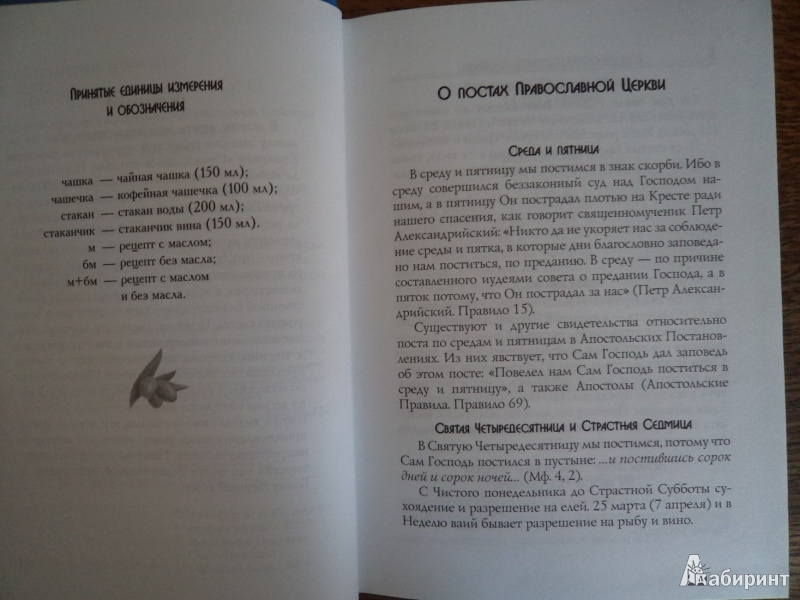 Принятые единицы измерения
и обозначения
чашка — чайная чашка (150 мл);
чашечка — кофейная чашечка (100 мл);
стакан — стакан воды (200 мл);
стаканчик — стаканчик вина (150 мл).
м — рецепт с маслом;
бм — рецепт без масла;
м+бм — рецепт с маслом
и без масла.
О постах Православной Церкви
Среда и пятница
В среду и пятницу мы постимся в знак скорби. Ибо в
среду совершился беззаконный суд над Господом на-
шим, а в пятницу Он пострадал плотью на Кресте ради
нашего спасения, как говорит священномученик Петр
Александрийский: «Никто да не укоряет нас за соблюде-
ние среды и пятка, в которые дни благословно заповеда-
но нам поститься, по преданию. В среду — по причине
составленного иудеями совета о предании Господа, а в
пяток потому, что Он пострадал за нас» (Петр Алексан-
дрийский. Правило 15).
Существуют и другие свидетельства относительно
поста по средам и пятницам в Апостольских Постанов-
лениях. Из них явствует, что Сам Господь дал заповедь
об этом посте: «Повелел нам Сам Господь поститься в
среду и пятницу», а также Апостолы (Апостольские
Правила. Правило 69).
Святая Четыредесятница и Страстная Седмица
В Святую Четыредесятницу мы постимся, потому что
Сам Господь постился в пустыне: ...и постившись сорок
дней и сорок ночей... (Мф. 4, 2).
С Чистого понедельника до Страстной Субботы су-
хоядение и разрешение на елей. 25 марта (7 апреля) и в
Неделю ваий бывает разрешение на рыбу и вино.
Лабиринт